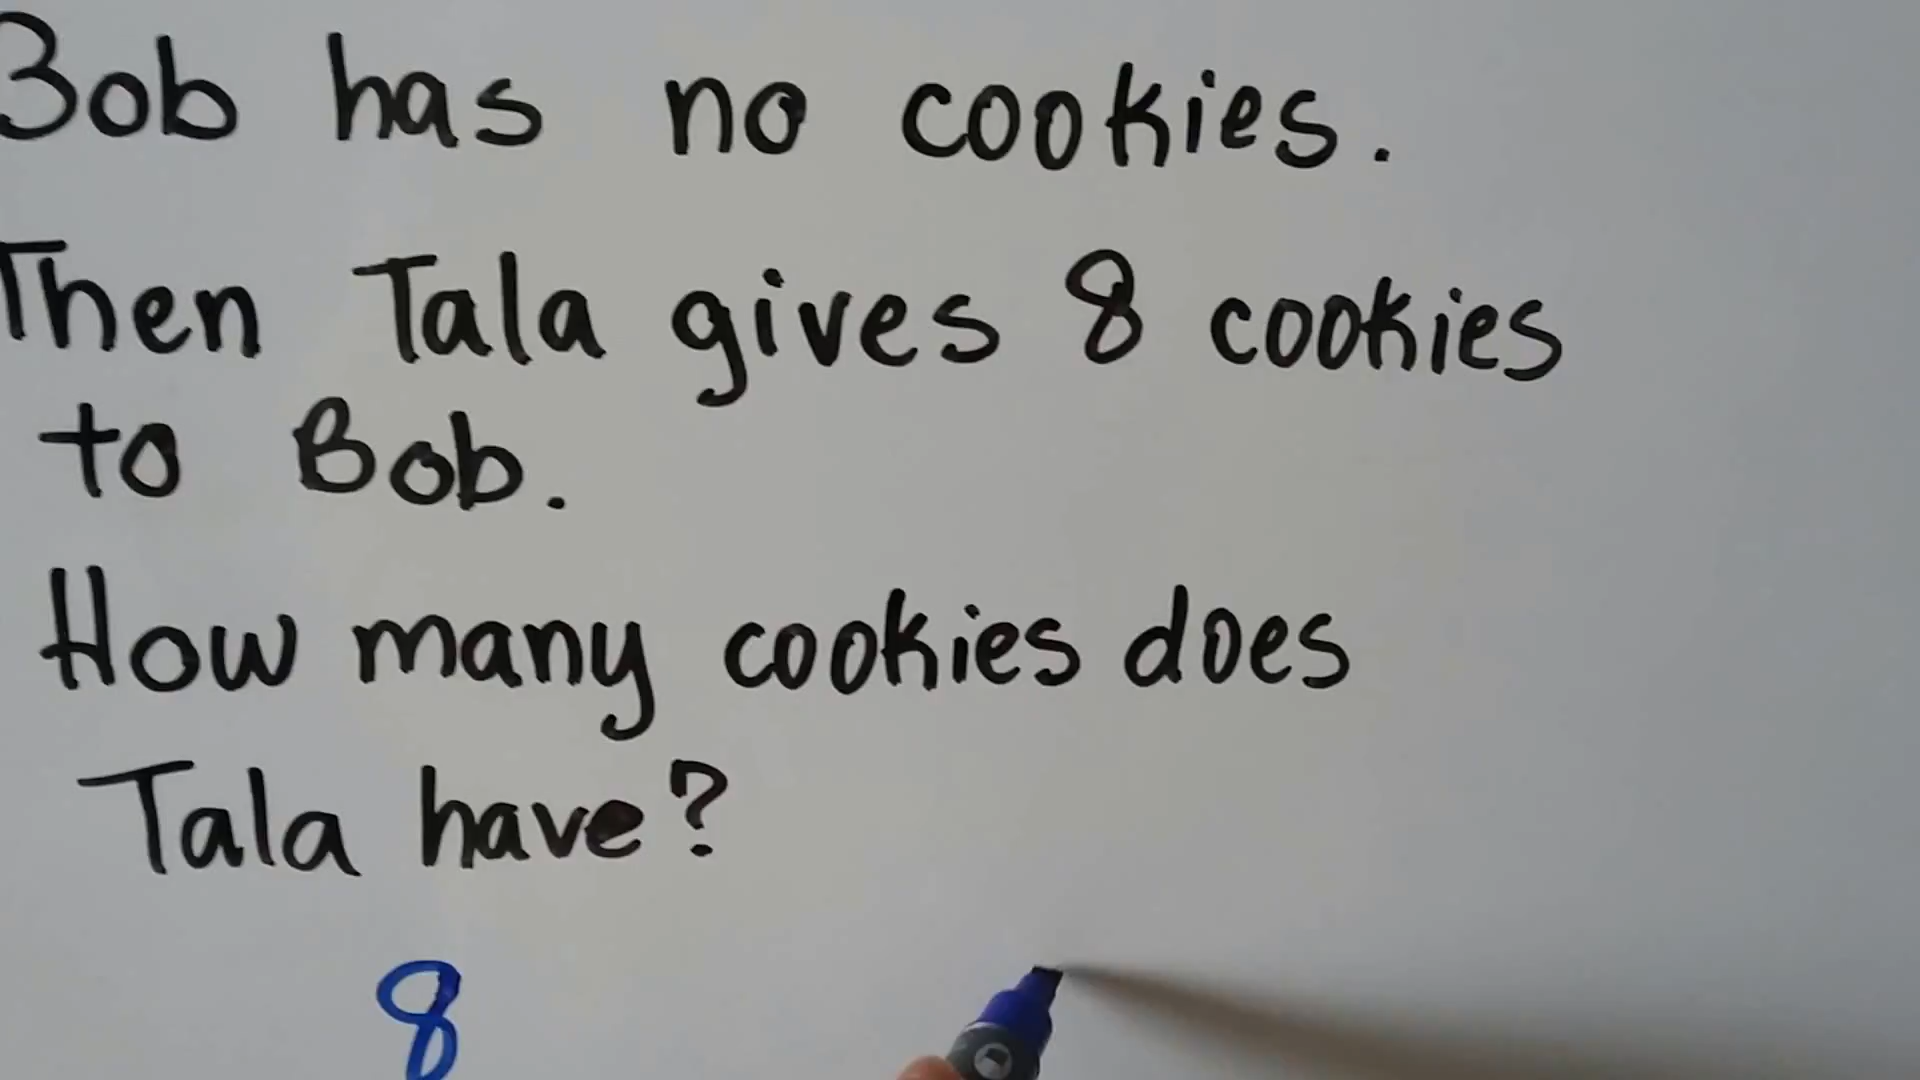 Bob has no cookies.
Then Tala gives 8 cookies
to Bob.
How many cookies does
Tala have?
8